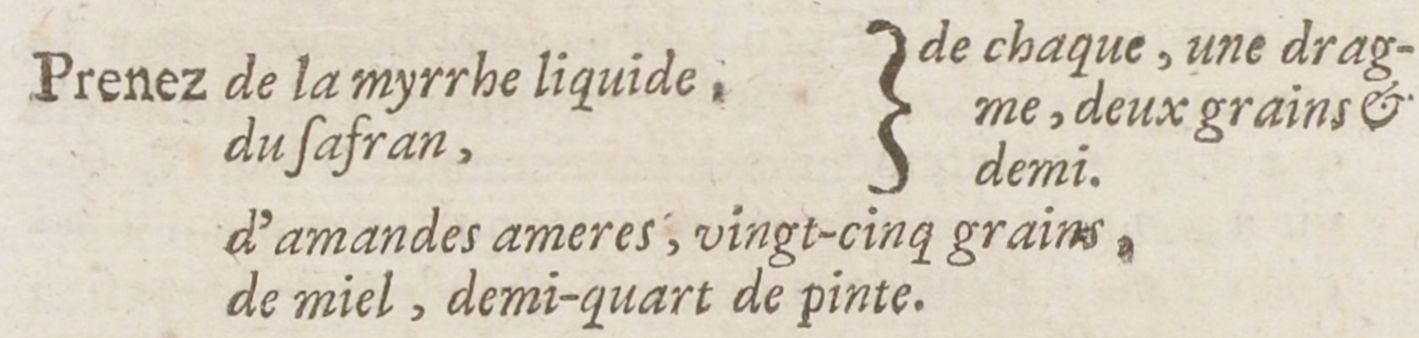 Prenez de la myrrhe liquide,
du ſafran,
de chaque, une drag-
me, deux grains &
demi.
d'amandes ameres, vingt-cinq grains,
de miel, demi-quart de pinte.